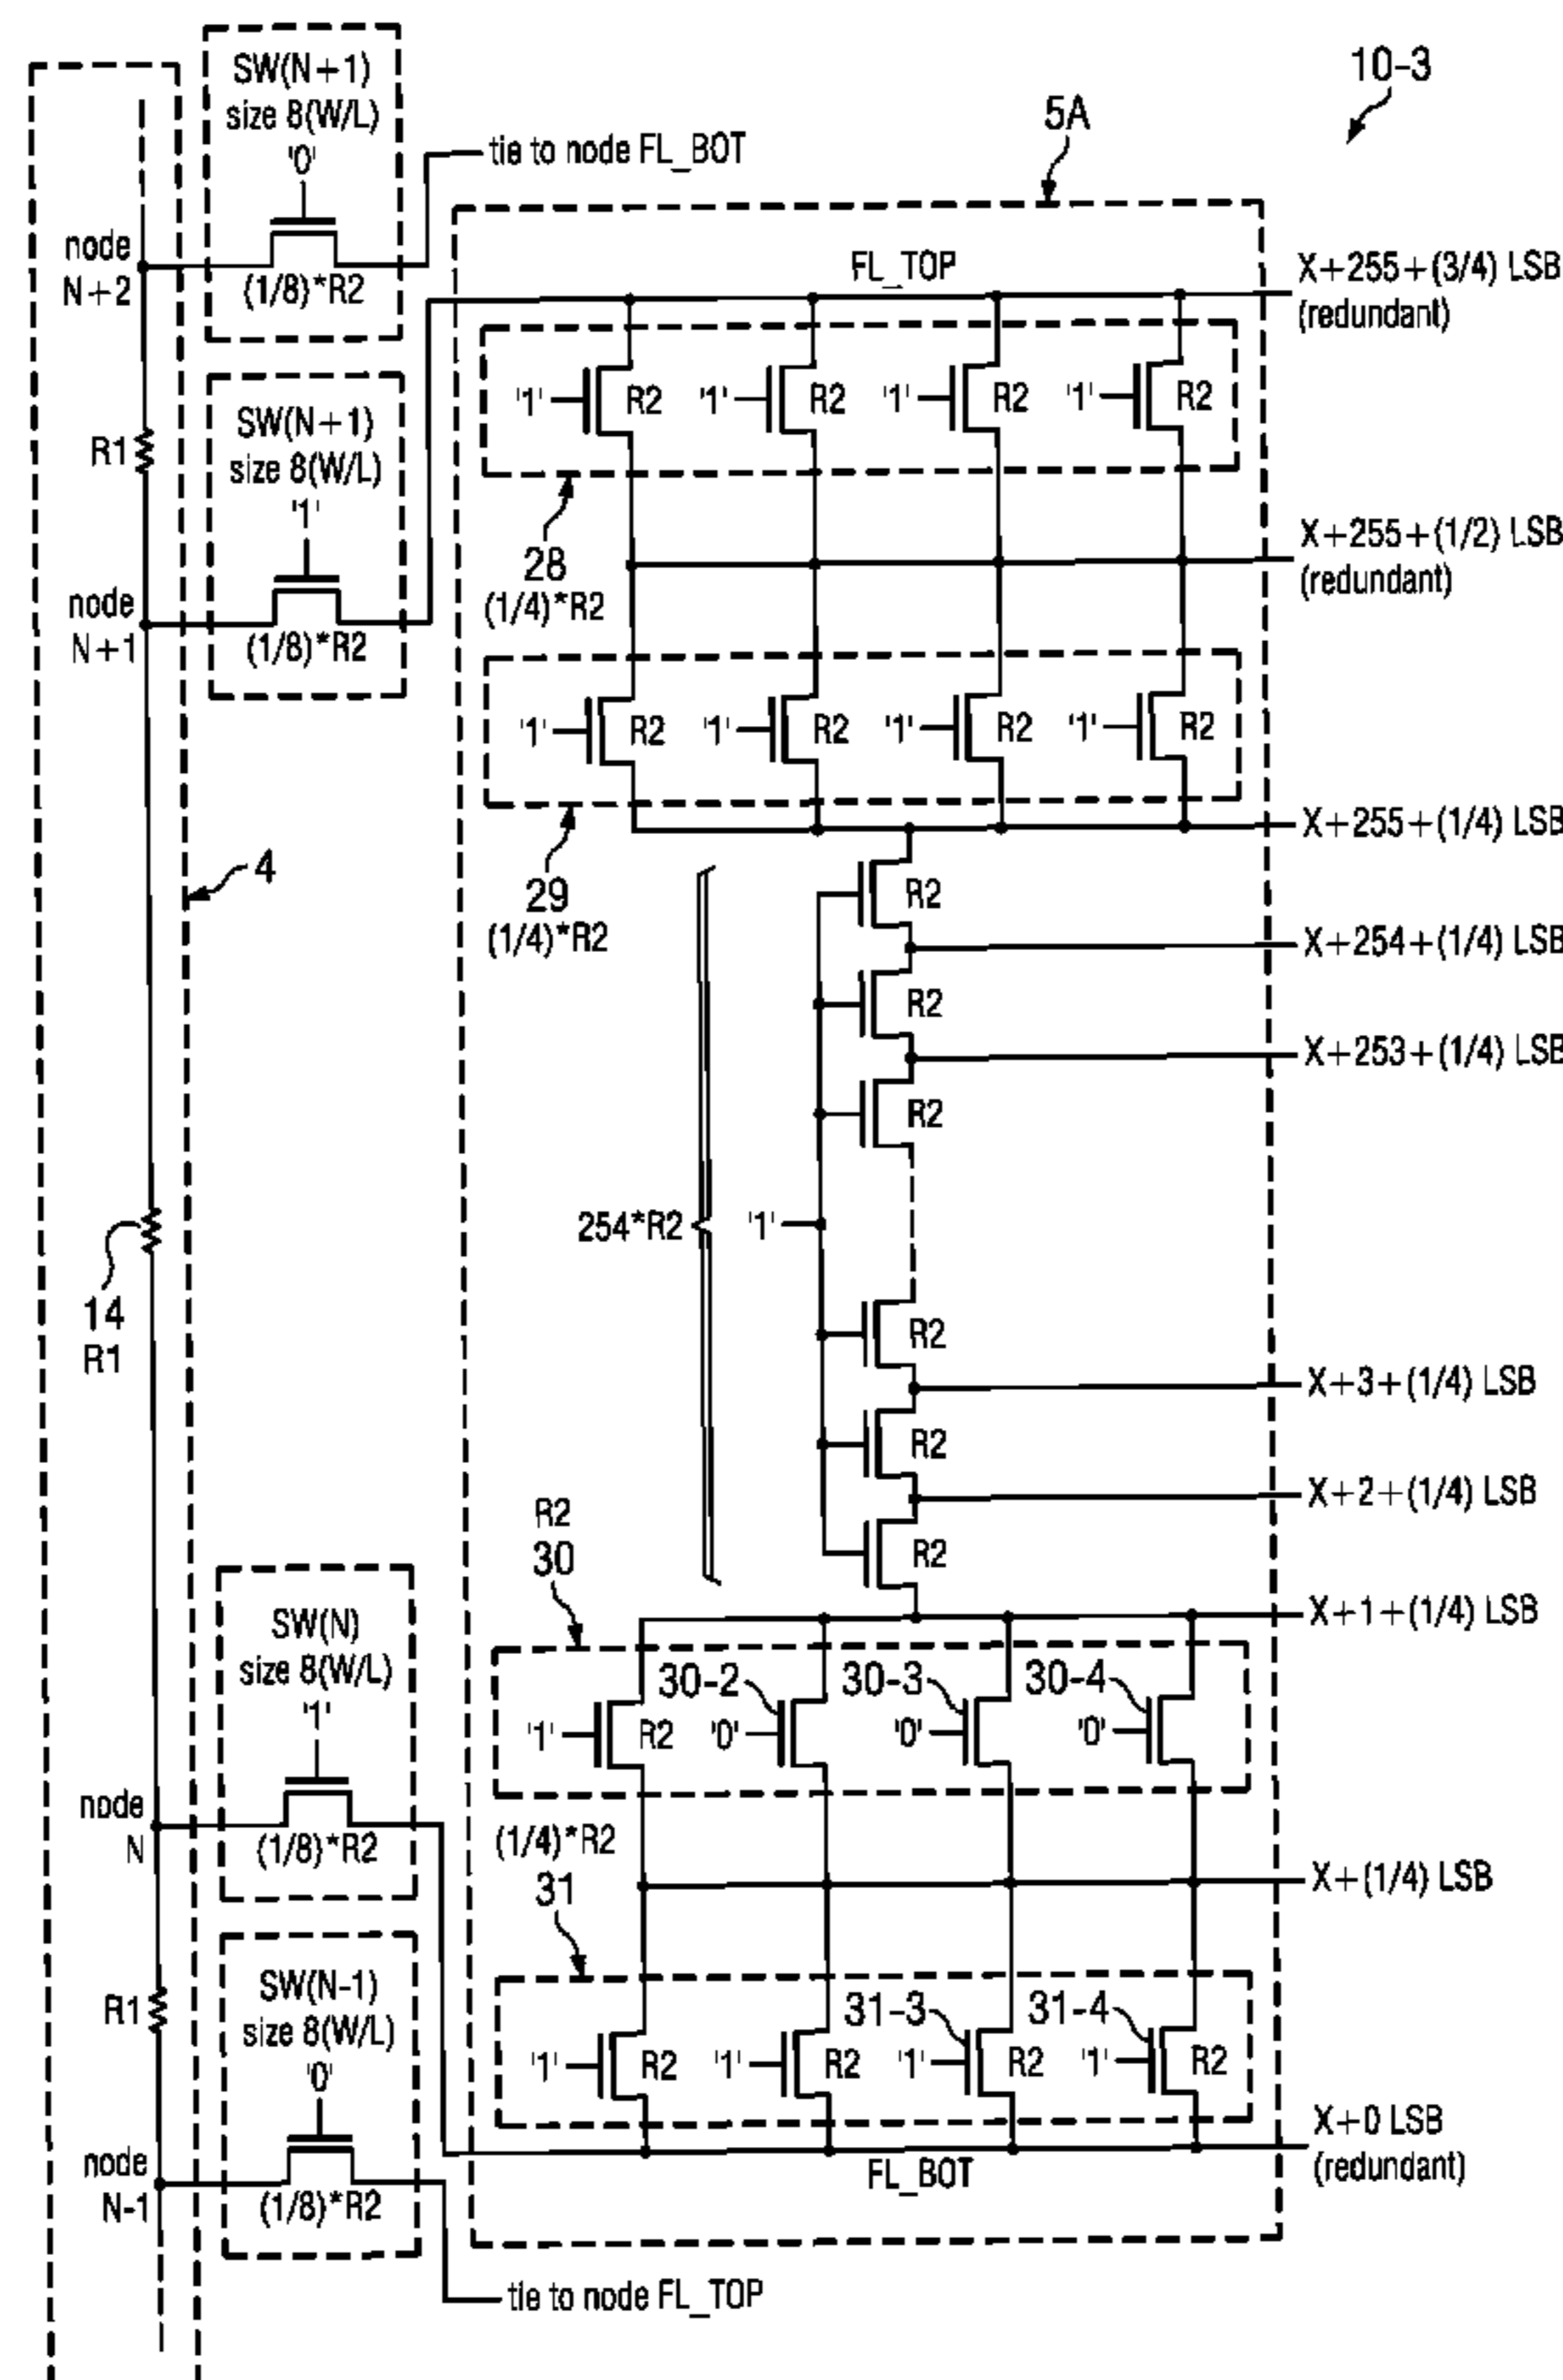 10-3
SW(N+1)
size 8(W/L)
'0'
(1/8)*R2
tie to node FL_BOT
5A
node
N+2
FL_TOP
X+255+(3/4) LSB
(redundant)
R1
SW(N+1)
size 8(W/L)
'1'
(1/8)*R2
'1' R2 '1' R2 '1' R2 '1' R2
28
(1/4)*R2
X+255+(1/2) LSB
(redundant)
node
N+1
'1' R2 '1' R2 '1' R2 '1' R2
29
(1/4)*R2
X+255+(1/4) LSB
4
R2
X+254+(1/4) LSB
R2
X+253+(1/4) LSB
R2
254*R2 '1'
14
R1
R2
X+3+(1/4) LSB
R2
X+2+(1/4) LSB
R2
R2
30
X+1+(1/4) LSB
SW(N)
size 8(W/L)
'1'
(1/8)*R2
30-2 30-3 30-4
'1' R2 '0' '0' '0'
node
N
(1/4)*R2
31
X+(1/4) LSB
R1
SW(N-1)
size 8(W/L)
'0'
(1/8)*R2
31-3 31-4
'1' R2 '1' R2 '1' R2 '1' R2
X+0 LSB
(redundant)
FL_BOT
node
N-1
tie to node FL_TOP